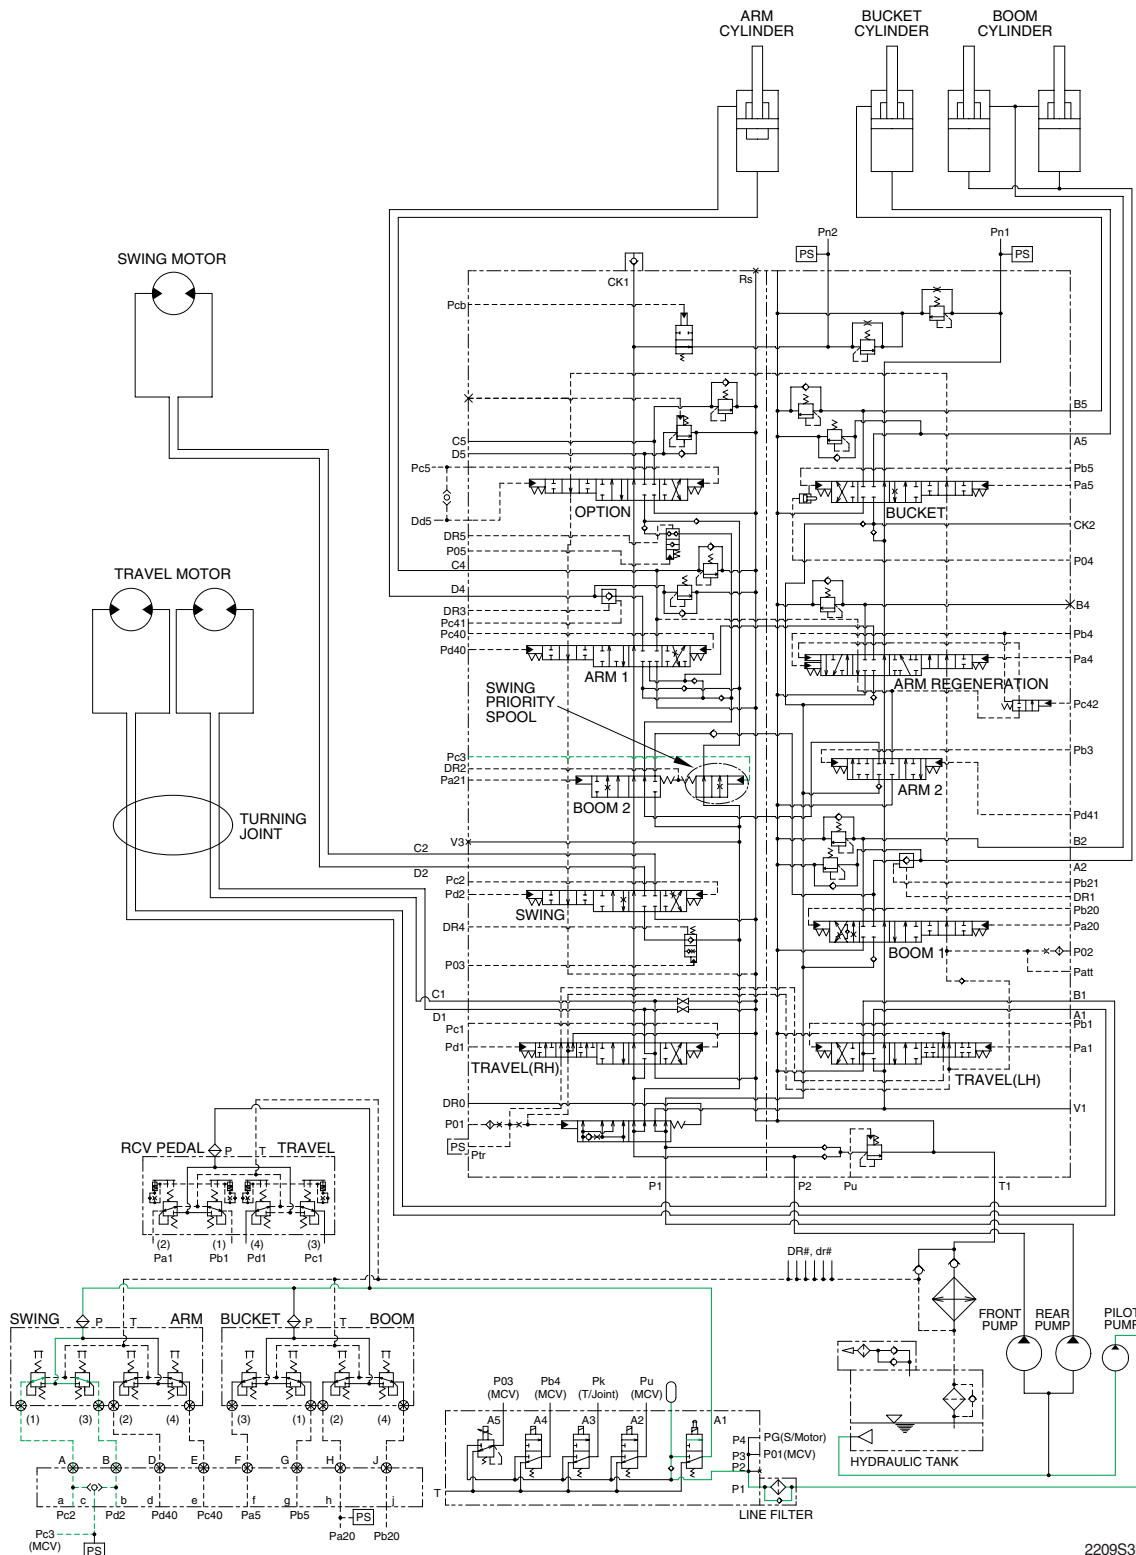 ARM
CYLINDER
BUCKET
CYLINDER
BOOM
CYLINDER
SWING MOTOR
Pn2
Pn1
PS
PS
CK1
Rs
Pcb
B5
A5
C5
D5
Pc5
Pb5
Pa5
OPTION
BUCKET
Dd5
CK2
DR5
P05
C4
P04
TRAVEL MOTOR
D4
B4
DR3
Pc41
Pc40
Pb4
Pd40
Pa4
ARM 1
ARM REGENERATION
SWING
PRIORITY
SPOOL
Pc42
Pc3
DR2
Pa21
Pb3
BOOM 2
ARM 2
TURNING
JOINT
Pd41
V3
B2
C2
A2
D2
Pc2
Pd2
Pb21
DR1
SWING
Pb20
Pa20
DR4
BOOM 1
P03
P02
Patt
C1
B1
D1
A1
Pc1
Pb1
Pd1
Pa1
TRAVEL(RH)
TRAVEL(LH)
DR0
V1
P01
PS
Ptr
RCV PEDAL
P
T
TRAVEL
P1
P2
Pu
T1
(2)
(1)
(4)
(3)
Pa1
Pb1
Pd1
Pc1
DR#, dr#
SWING
P
T
ARM
BUCKET
P
T
BOOM
FRONT
PUMP
REAR
PUMP
PILOT
PUMP
(1)
(3)
(2)
(4)
(3)
(1)
(2)
(4)
P03
(MCV)
Pb4
(MCV)
Pk
(T/Joint)
Pu
(MCV)
A5
A4
A3
A2
A1
P4
PG(S/Motor)
P3
P01(MCV)
P2
P1
T
HYDRAULIC TANK
LINE FILTER
A
B
D
E
F
G
H
J
a
c
b
d
e
f
g
h
i
Pc2
Pd2
Pd40
Pc40
Pa5
Pb5
PS
Pa20
Pb20
Pc3
(MCV)
PS
2209S3